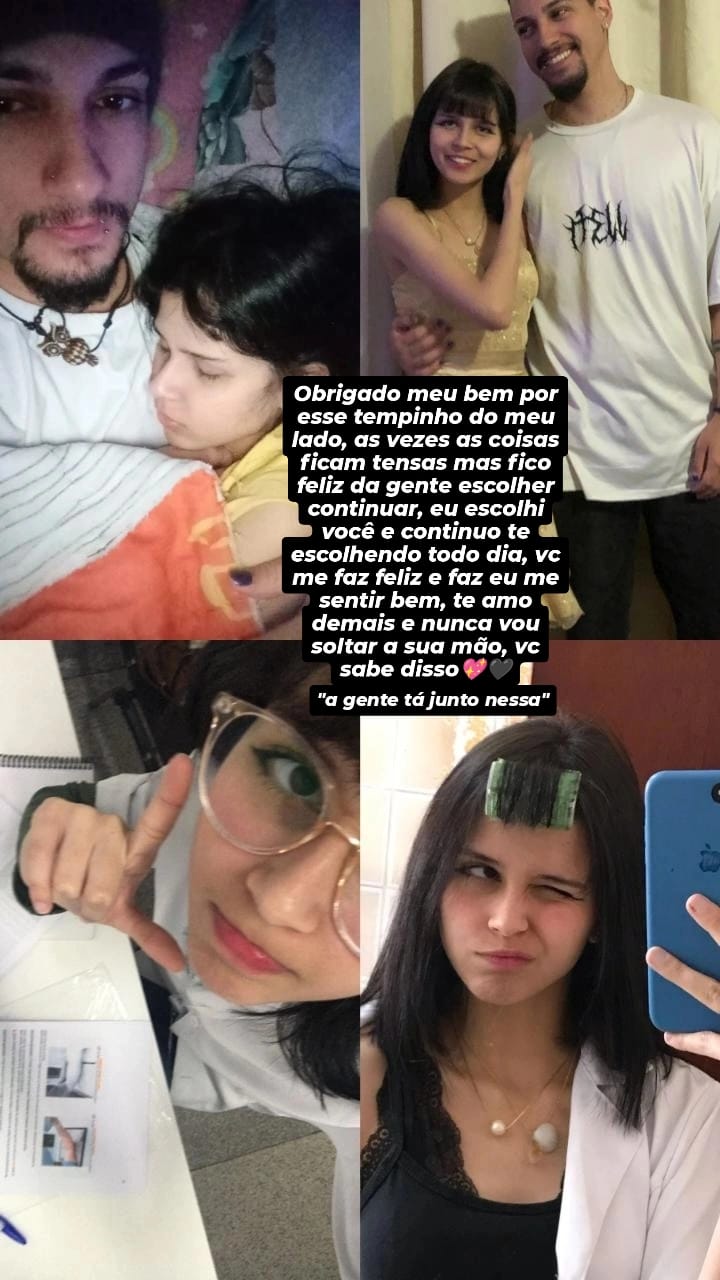 HELL
Obrigado meu bem por
esse tempinho do meu
lado, as vezes as coisas
ficam tensas mas fico
feliz da gente escolher
continuar, eu escolhi
você e continuo te
escolhendo todo dia, vc
me faz feliz e faz eu me
sentir bem, te amo
demais e nunca vou
soltar a sua mão, vc
sabe disso💖🖤
"a gente tá junto nessa"